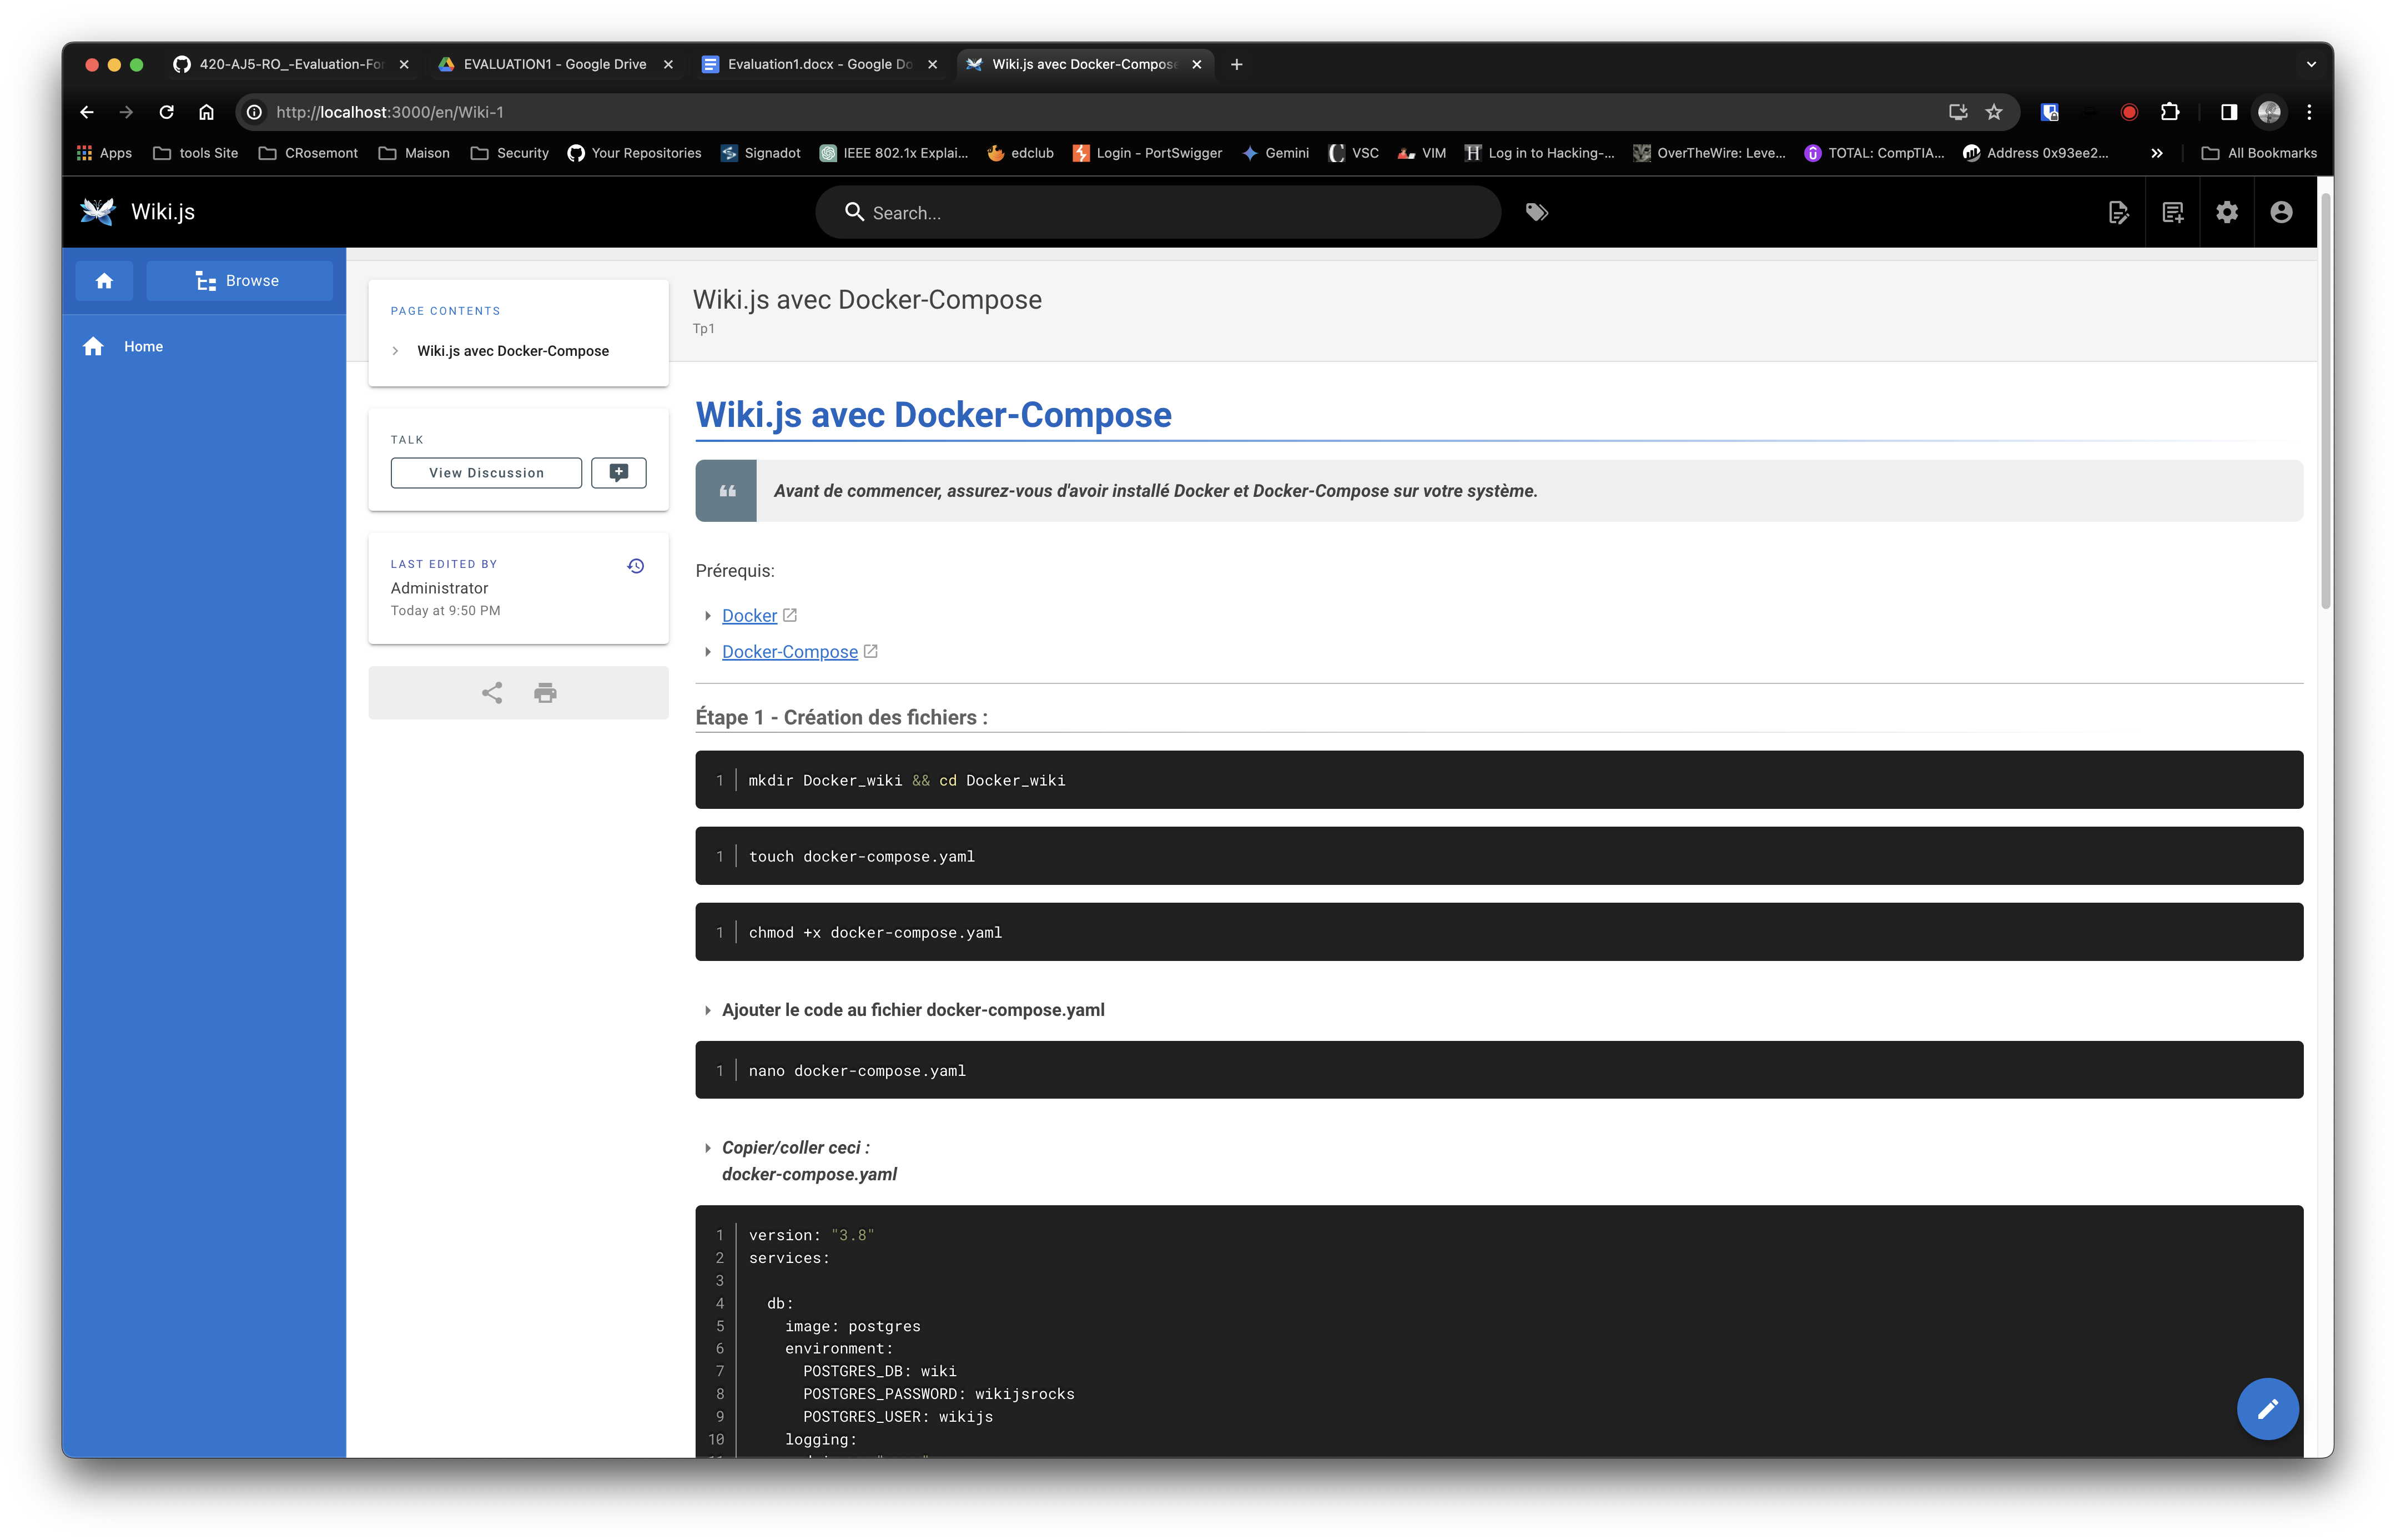 420-AJ5-RO_-Evaluation-For
EVALUATION1 - Google Drive
Evaluation1.docx - Google Do
Wiki.js avec Docker-Compose
http://localhost:3000/en/Wiki-1
Apps
tools Site
CRosemont
Maison
Security
Your Repositories
Signadot
IEEE 802.1x Explai...
edclub
Login - PortSwigger
Gemini
VSC
VIM
Log in to Hacking-...
OverTheWire: Leve...
TOTAL: CompTIA...
Address 0x93ee2...
All Bookmarks
Wiki.js
Search...
Browse
Home
PAGE CONTENTS
Wiki.js avec Docker-Compose
TALK
View Discussion
LAST EDITED BY
Administrator
Today at 9:50 PM
Wiki.js avec Docker-Compose
Tp1
Wiki.js avec Docker-Compose
Avant de commencer, assurez-vous d'avoir installé Docker et Docker-Compose sur votre système.
Prérequis:
Docker
Docker-Compose
Étape 1 - Création des fichiers :
1 mkdir Docker_wiki && cd Docker_wiki
1 touch docker-compose.yaml
1 chmod +x docker-compose.yaml
Ajouter le code au fichier docker-compose.yaml
1 nano docker-compose.yaml
Copier/coller ceci :
docker-compose.yaml
1 version: "3.8"
2 services:
3
4 db:
5 image: postgres
6 environment:
7 POSTGRES_DB: wiki
8 POSTGRES_PASSWORD: wikijsrocks
9 POSTGRES_USER: wikijs
10 logging: